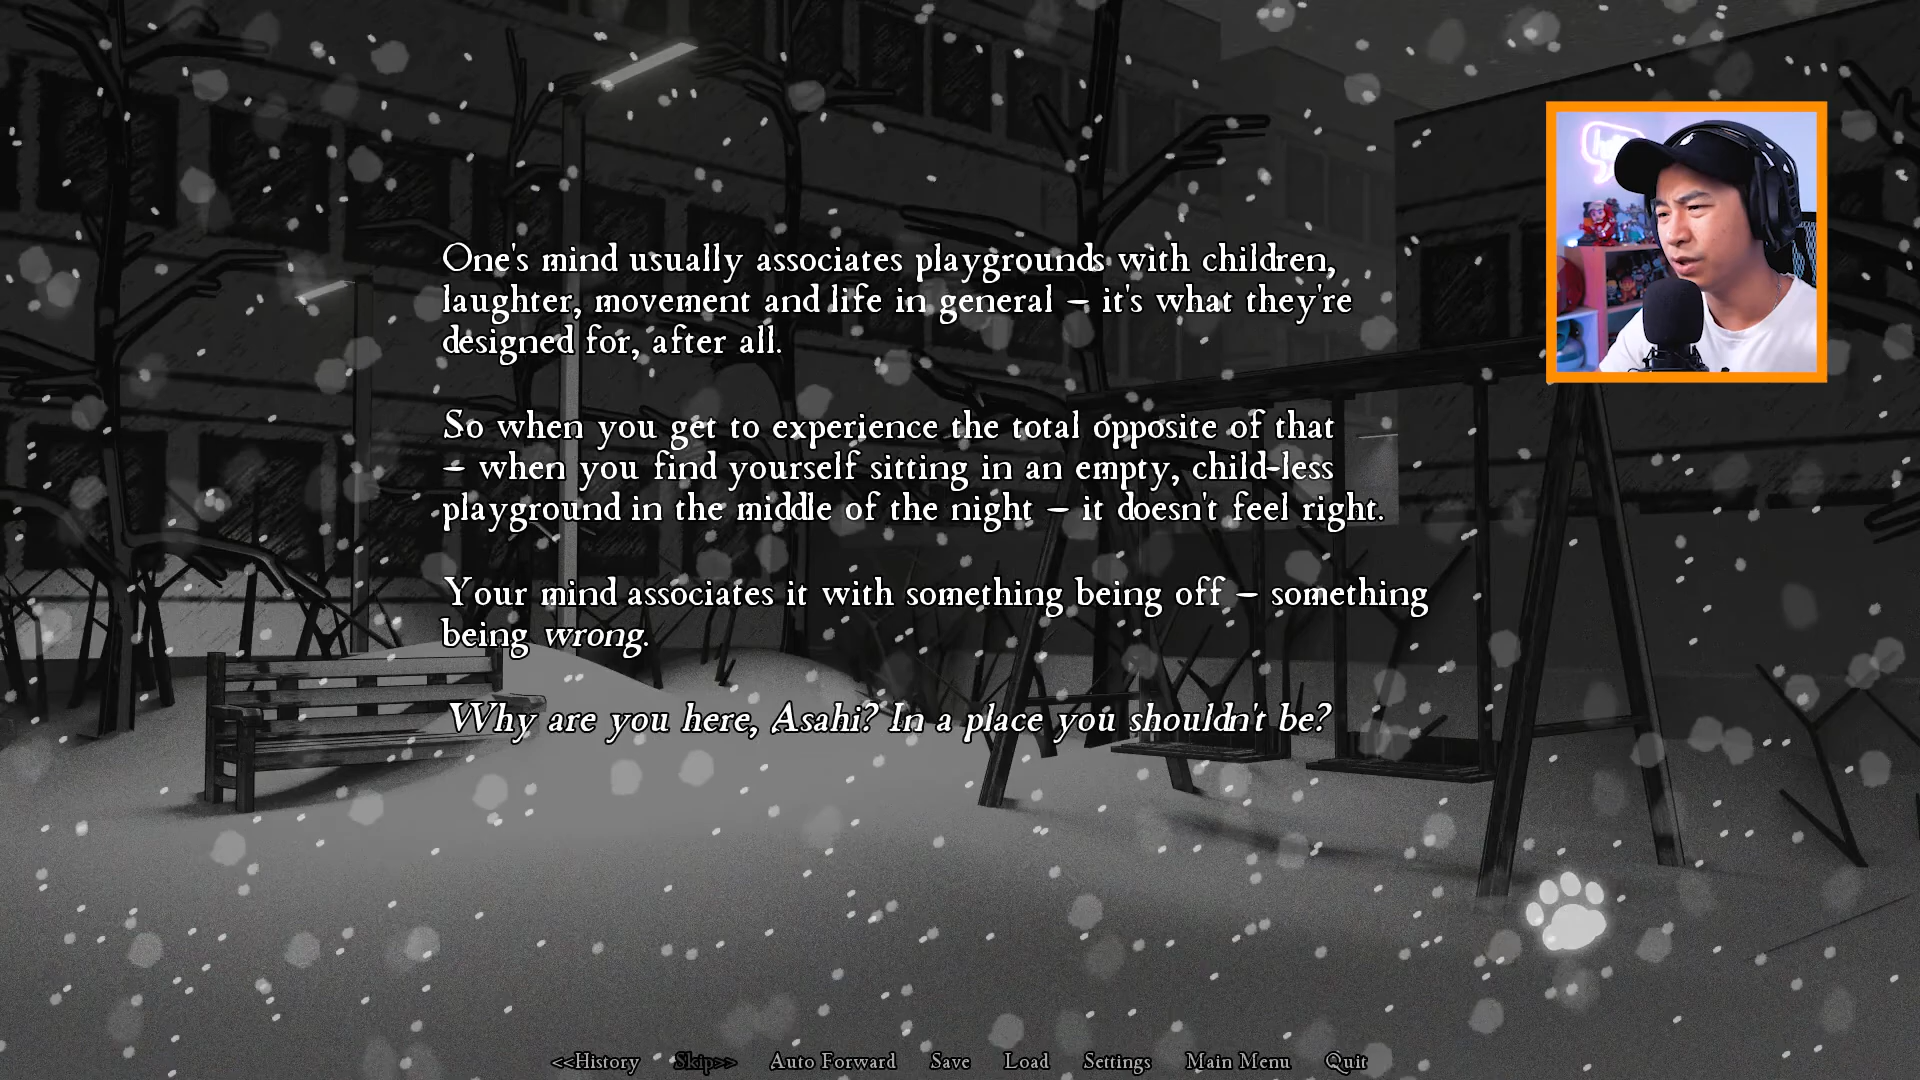 One's mind usually associates playgrounds with children,
laughter, movement and life in general – it's what they're
designed for, after all.
So when you get to experience the total opposite of that
– when you find yourself sitting in an empty, child-less
playground in the middle of the night – it doesn't feel right.
Your mind associates it with something being off – something
being wrong.
Why are you here, Asahi? In a place you shouldn't be?
<<History Skip>> Auto Forward Save Load Settings Main Menu Quit